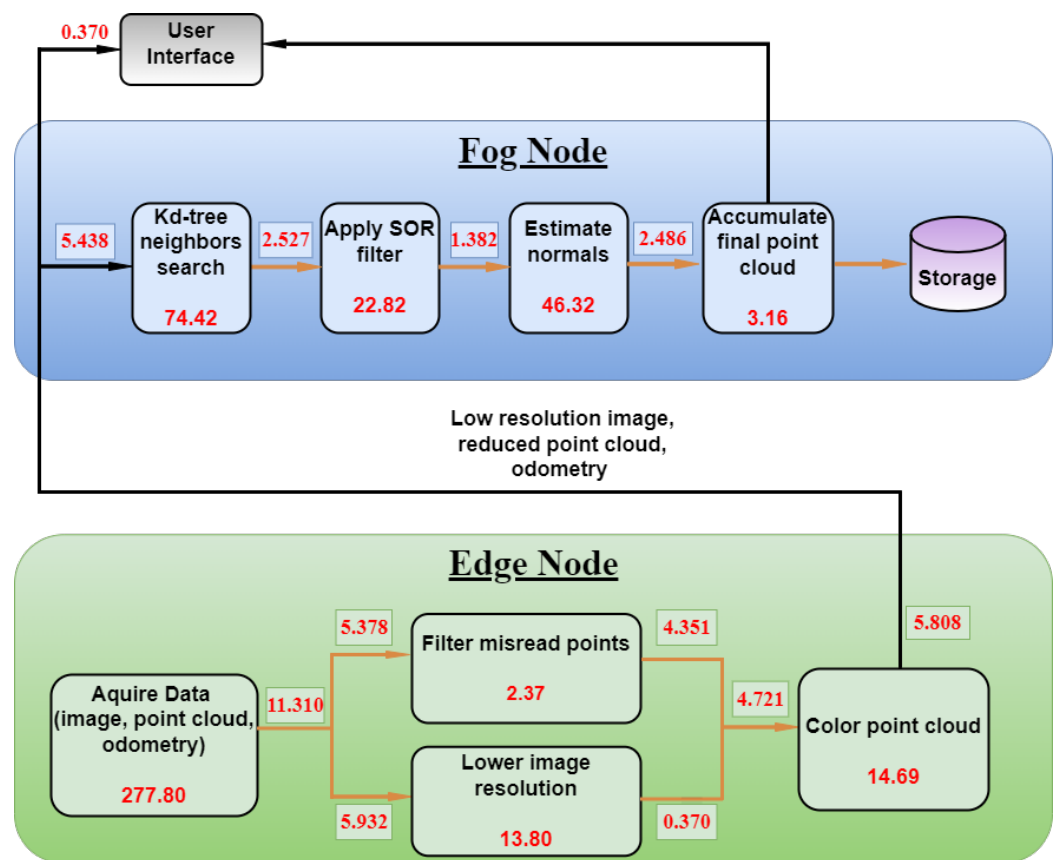 0.370
User
Interface
Fog Node
5.438
Kd-tree
neighbors
search
74.42
2.527
Apply SOR
filter
22.82
1.382
Estimate
normals
46.32
2.486
Accumulate
final point
cloud
3.16
Storage
Low resolution image,
reduced point cloud,
odometry
Edge Node
Aquire Data
(image, point cloud,
odometry)
277.80
11.310
5.378
Filter misread points
2.37
4.351
5.932
Lower image
resolution
13.80
0.370
4.721
Color point cloud
14.69
5.808